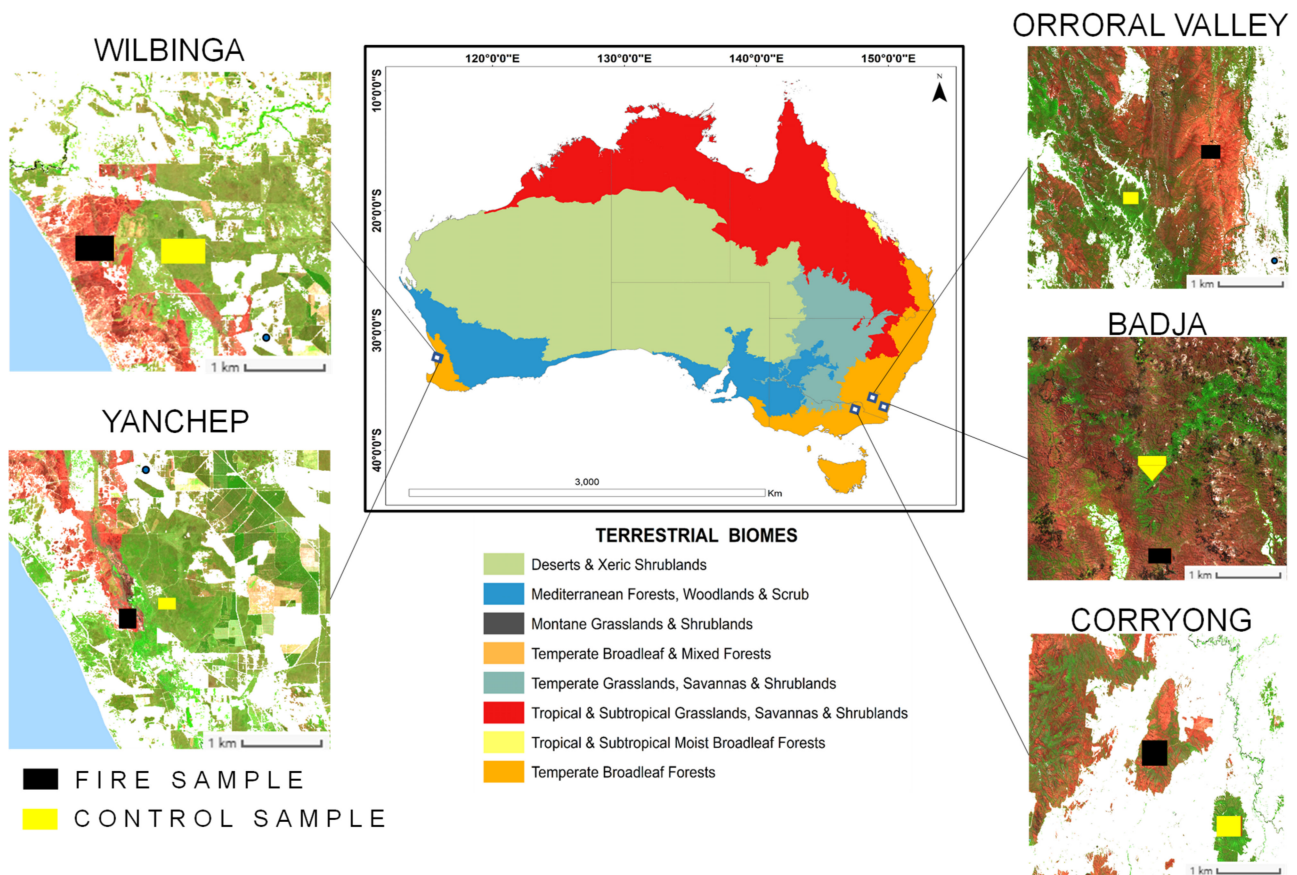 WILBINGA
1 km
YANCHEP
1 km
FIRE SAMPLE
CONTROL SAMPLE
120°0'0"E
130°0'0"E
140°0'0"E
150°0'0"E
10°0'0"S
20°0'0"S
30°0'0"S
40°0'0"S
N
3,000
Km
TERRESTRIAL BIOMES
Deserts & Xeric Shrublands
Mediterranean Forests, Woodlands & Scrub
Montane Grasslands & Shrublands
Temperate Broadleaf & Mixed Forests
Temperate Grasslands, Savannas & Shrublands
Tropical & Subtropical Grasslands, Savannas & Shrublands
Tropical & Subtropical Moist Broadleaf Forests
Temperate Broadleaf Forests
ORRORAL VALLEY
1 km
BADJA
1 km
CORRYONG
1 km